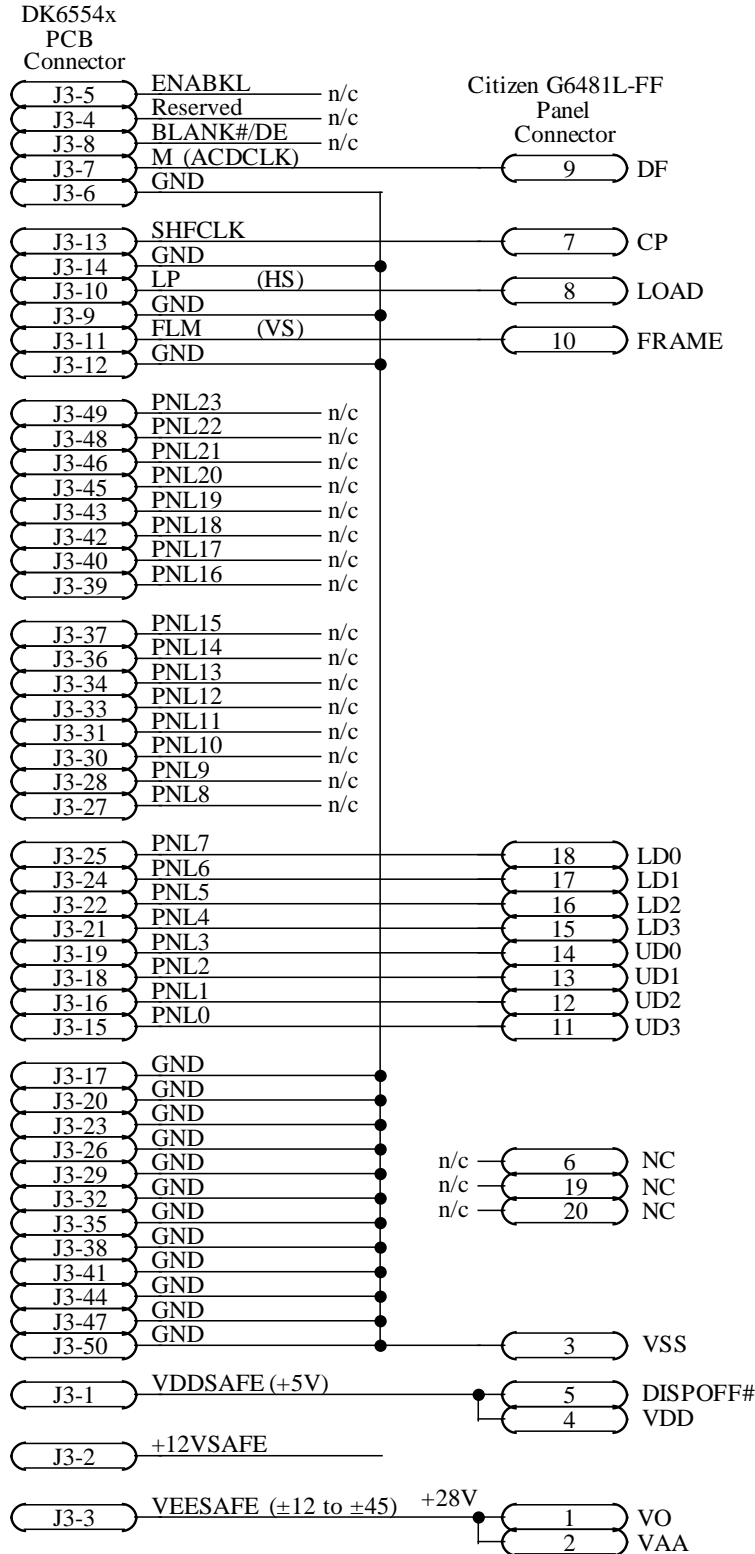 DK6554x
PCB
Connector
Citizen G6481L-FF
Panel
Connector
J3-5 ENABKL n/c
J3-4 Reserved n/c
J3-8 BLANK#/DE n/c
J3-7 M (ACDCLK) 9 DF
J3-6 GND
J3-13 SHFCLK 7 CP
J3-14 GND
J3-10 LP (HS) 8 LOAD
J3-9 GND
J3-11 FLM (VS) 10 FRAME
J3-12 GND
J3-49 PNL23 n/c
J3-48 PNL22 n/c
J3-46 PNL21 n/c
J3-45 PNL20 n/c
J3-43 PNL19 n/c
J3-42 PNL18 n/c
J3-40 PNL17 n/c
J3-39 PNL16 n/c
J3-37 PNL15 n/c
J3-36 PNL14 n/c
J3-34 PNL13 n/c
J3-33 PNL12 n/c
J3-31 PNL11 n/c
J3-30 PNL10 n/c
J3-28 PNL9 n/c
J3-27 PNL8 n/c
J3-25 PNL7 18 LD0
J3-24 PNL6 17 LD1
J3-22 PNL5 16 LD2
J3-21 PNL4 15 LD3
J3-19 PNL3 14 UD0
J3-18 PNL2 13 UD1
J3-16 PNL1 12 UD2
J3-15 PNL0 11 UD3
J3-17 GND
J3-20 GND
J3-23 GND
J3-26 GND
J3-29 GND n/c 6 NC
J3-32 GND n/c 19 NC
J3-35 GND n/c 20 NC
J3-38 GND
J3-41 GND
J3-44 GND
J3-47 GND
J3-50 GND 3 VSS
J3-1 VDDSAFE (+5V) 5 DISPOFF#
4 VDD
J3-2 +12VSAFE
J3-3 VEESAFE (±12 to ±45) +28V 1 VO
2 VAA